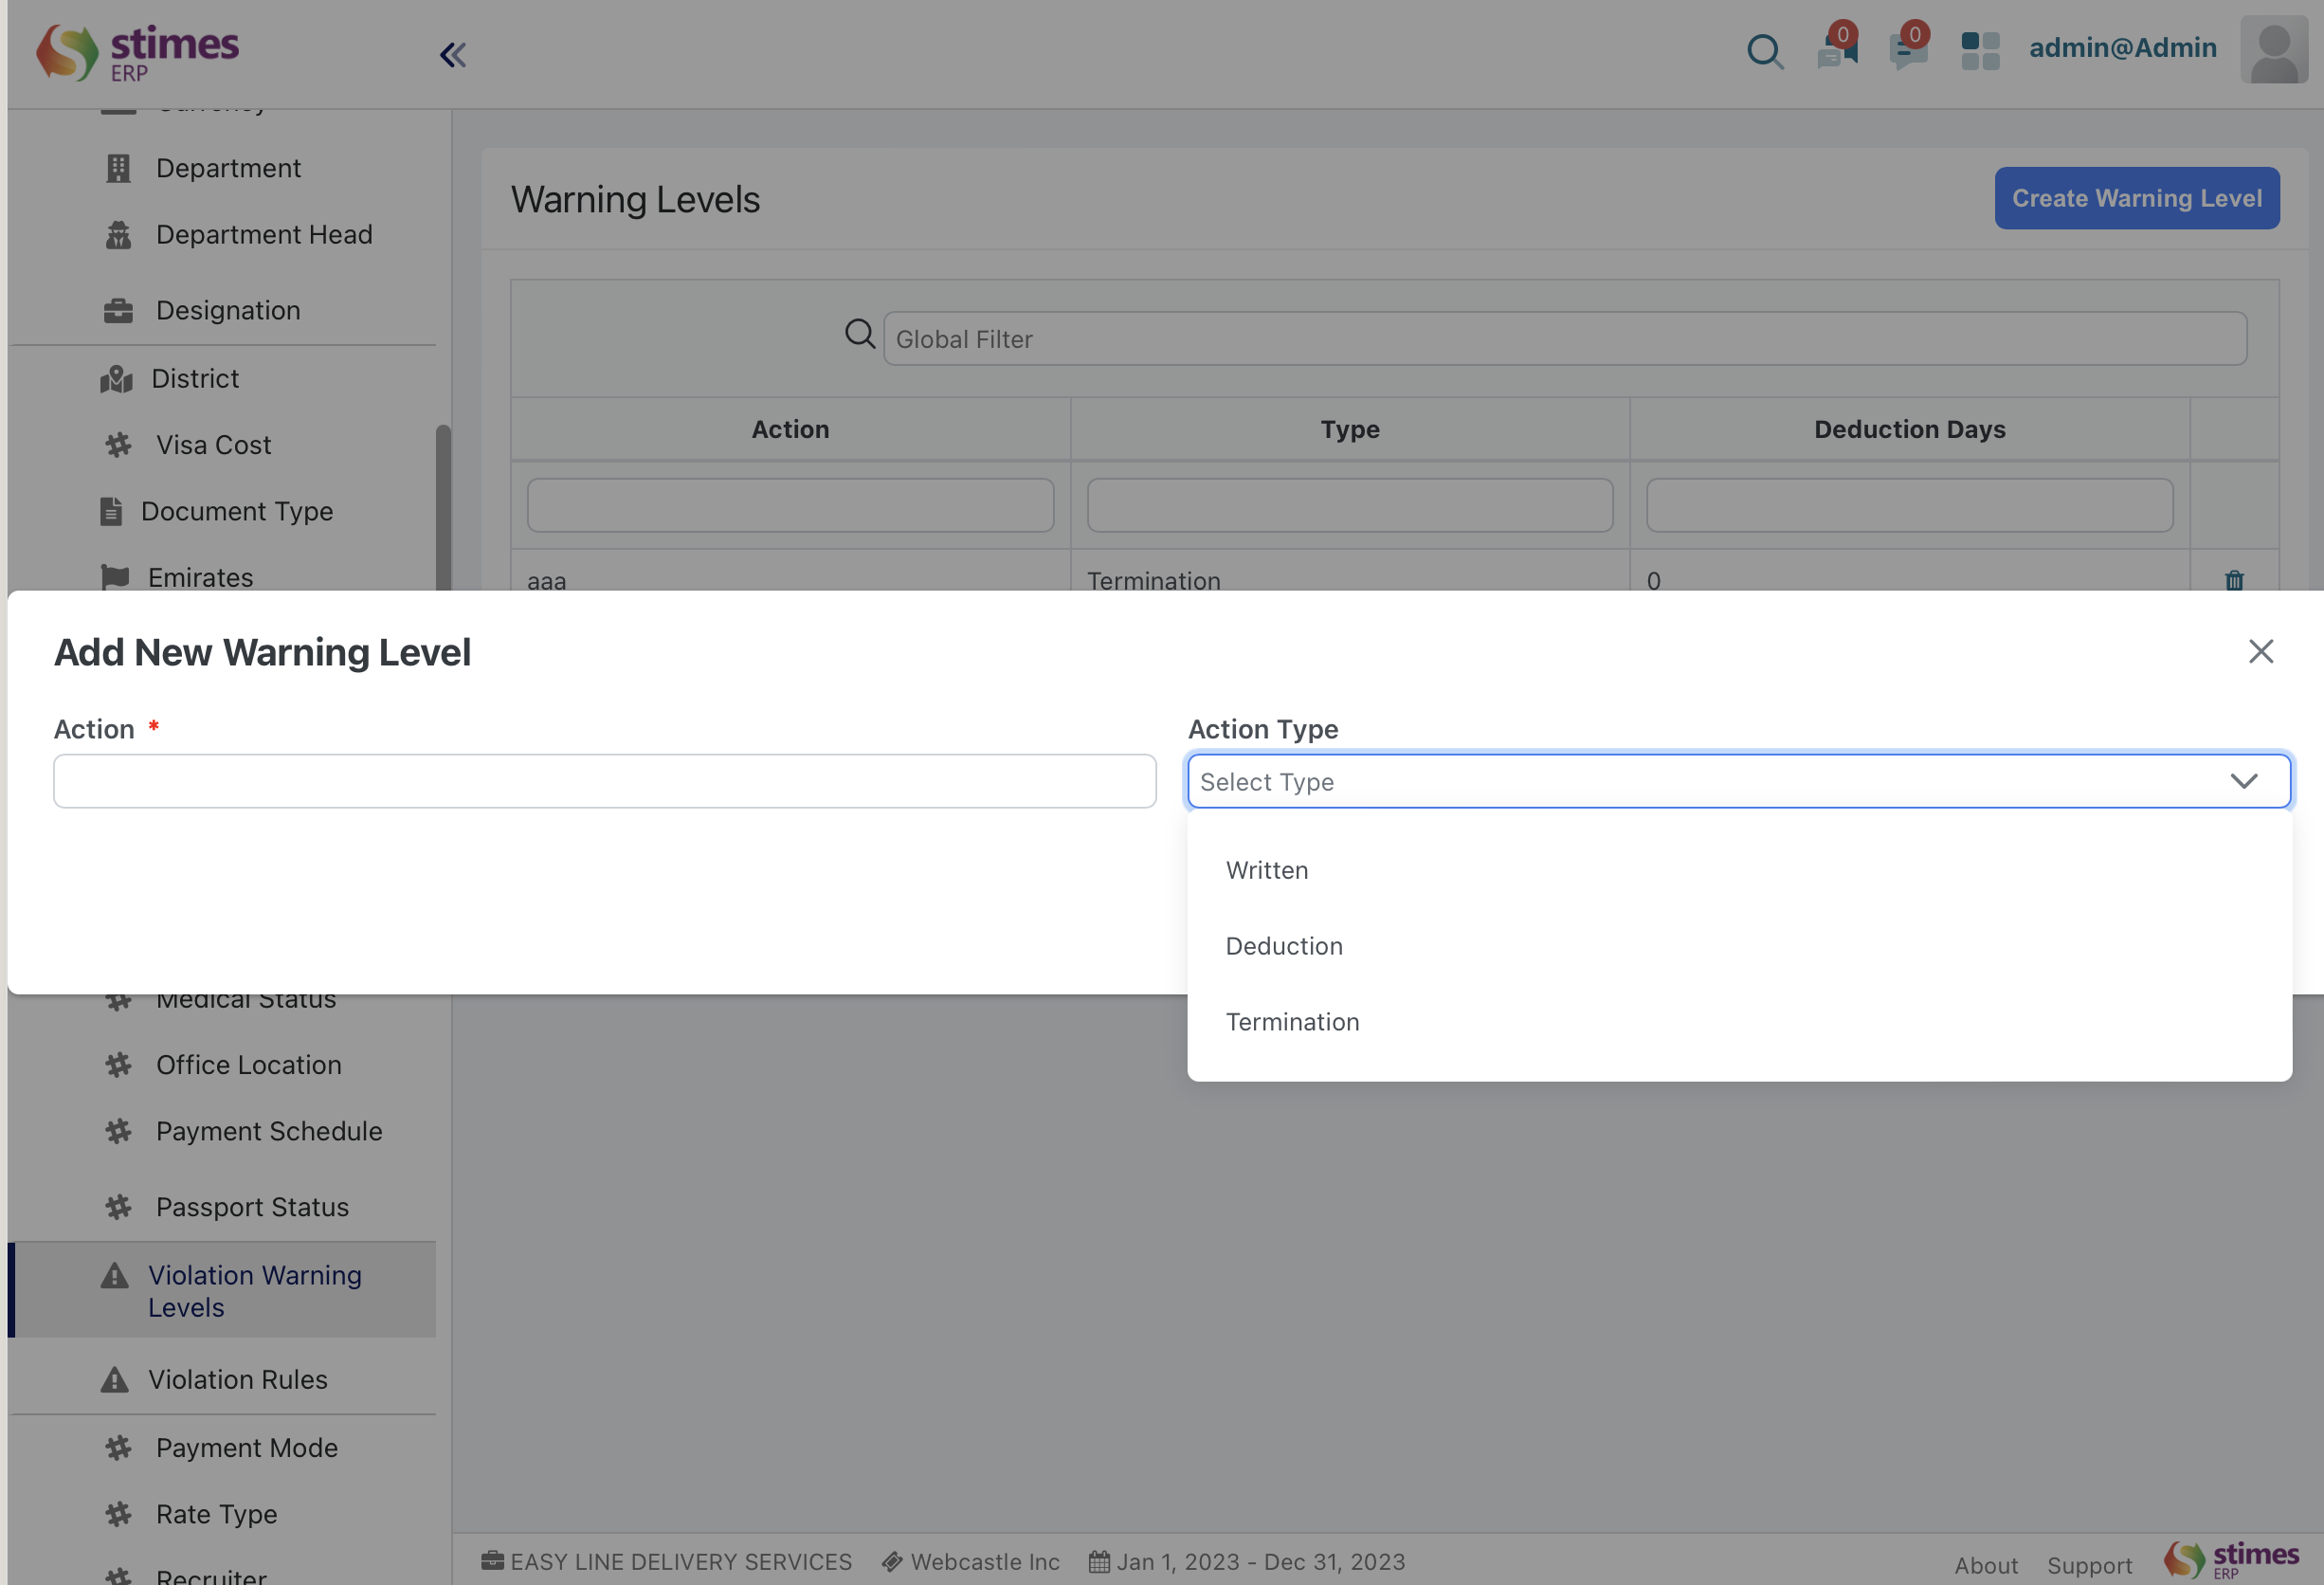 stimes
ERP
0
0
admin@Admin
Currency
Department
Department Head
Designation
District
Visa Cost
Document Type
Emirates
Warning Levels
Create Warning Level
Global Filter
Action
Type
Deduction Days
aaa
Termination
0
Add New Warning Level
Action *
Action Type
Select Type
Written
Deduction
Termination
Medical Status
Office Location
Payment Schedule
Passport Status
Violation Warning
Levels
Violation Rules
Payment Mode
Rate Type
Recruiter
EASY LINE DELIVERY SERVICES
Webcastle Inc
Jan 1, 2023 - Dec 31, 2023
About
Support
stimes
ERP